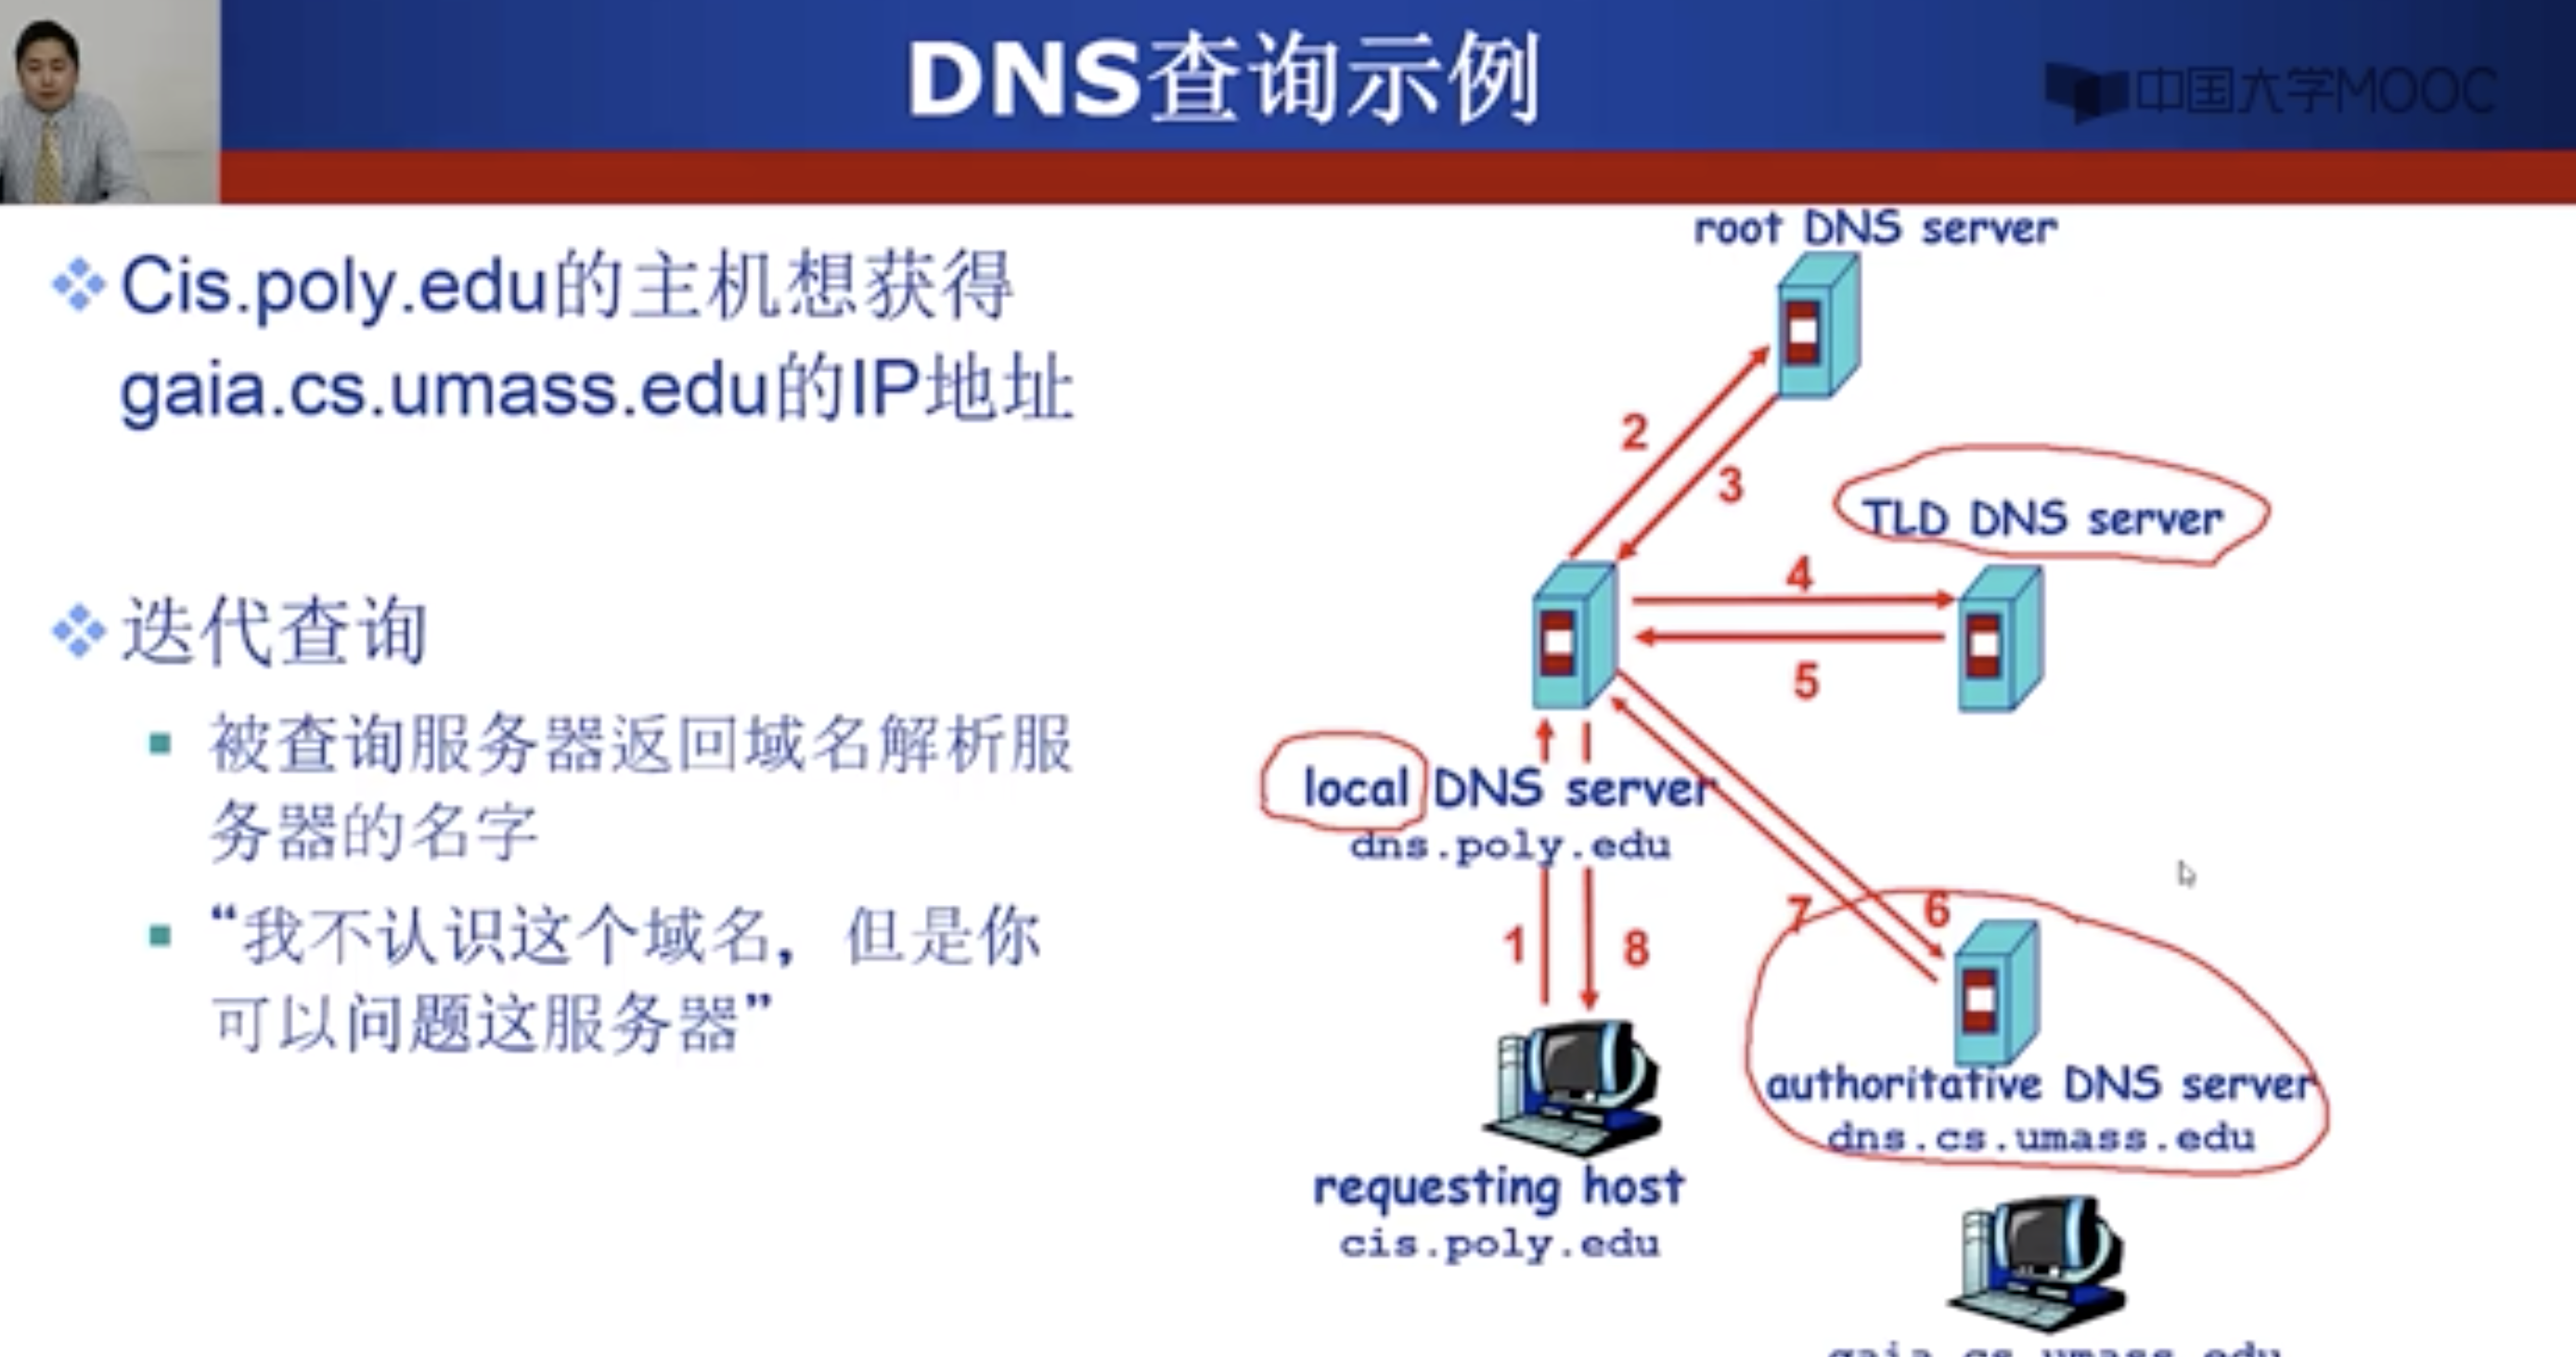 DNS查询示例
中国大学MOOC
Cis.poly.edu的主机想获得
gaia.cs.umass.edu的IP地址
迭代查询
被查询服务器返回域名解析服
务器的名字
“我不认识这个域名，但是你
可以问题这服务器”
root DNS server
2
3
TLD DNS server
4
5
local DNS server
dns.poly.edu
7
6
1
8
authoritative DNS server
dns.cs.umass.edu
requesting host
cis.poly.edu
gaia.cs.umass.edu